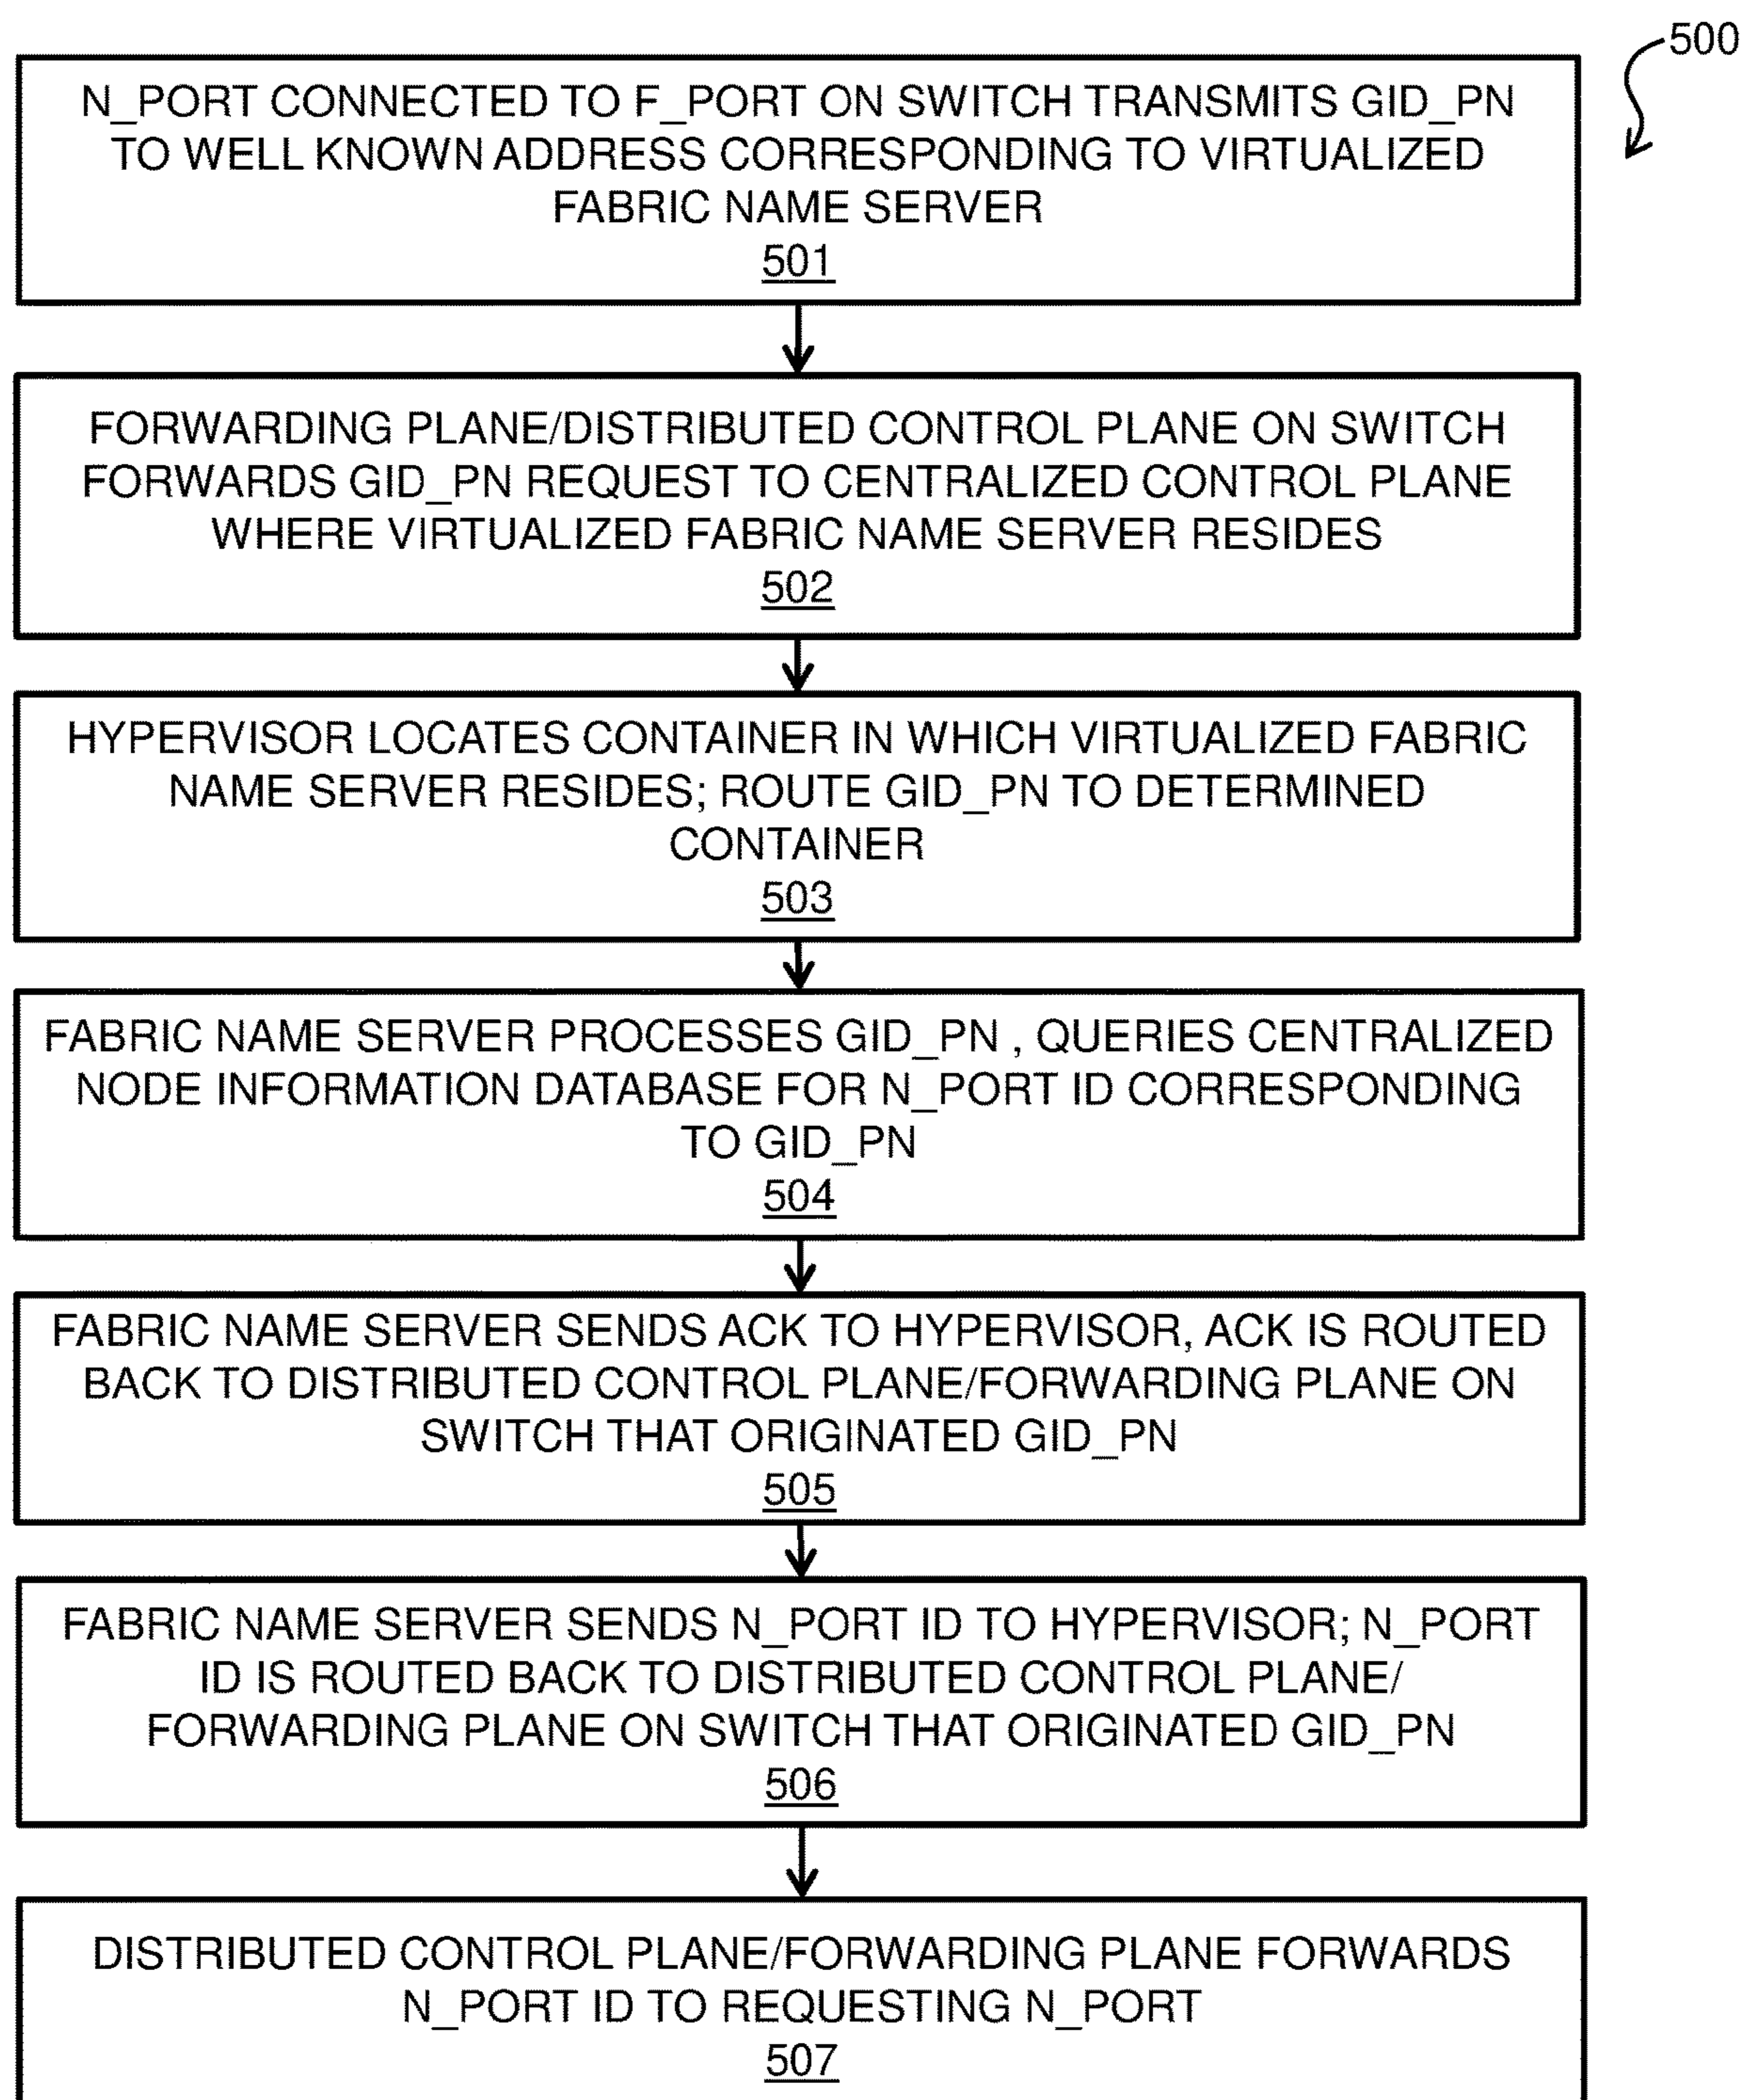 500
N_PORT CONNECTED TO F_PORT ON SWITCH TRANSMITS GID_PN
TO WELL KNOWN ADDRESS CORRESPONDING TO VIRTUALIZED
FABRIC NAME SERVER
501
FORWARDING PLANE/DISTRIBUTED CONTROL PLANE ON SWITCH
FORWARDS GID_PN REQUEST TO CENTRALIZED CONTROL PLANE
WHERE VIRTUALIZED FABRIC NAME SERVER RESIDES
502
HYPERVISOR LOCATES CONTAINER IN WHICH VIRTUALIZED FABRIC
NAME SERVER RESIDES; ROUTE GID_PN TO DETERMINED
CONTAINER
503
FABRIC NAME SERVER PROCESSES GID_PN , QUERIES CENTRALIZED
NODE INFORMATION DATABASE FOR N_PORT ID CORRESPONDING
TO GID_PN
504
FABRIC NAME SERVER SENDS ACK TO HYPERVISOR, ACK IS ROUTED
BACK TO DISTRIBUTED CONTROL PLANE/FORWARDING PLANE ON
SWITCH THAT ORIGINATED GID_PN
505
FABRIC NAME SERVER SENDS N_PORT ID TO HYPERVISOR; N_PORT
ID IS ROUTED BACK TO DISTRIBUTED CONTROL PLANE/
FORWARDING PLANE ON SWITCH THAT ORIGINATED GID_PN
506
DISTRIBUTED CONTROL PLANE/FORWARDING PLANE FORWARDS
N_PORT ID TO REQUESTING N_PORT
507